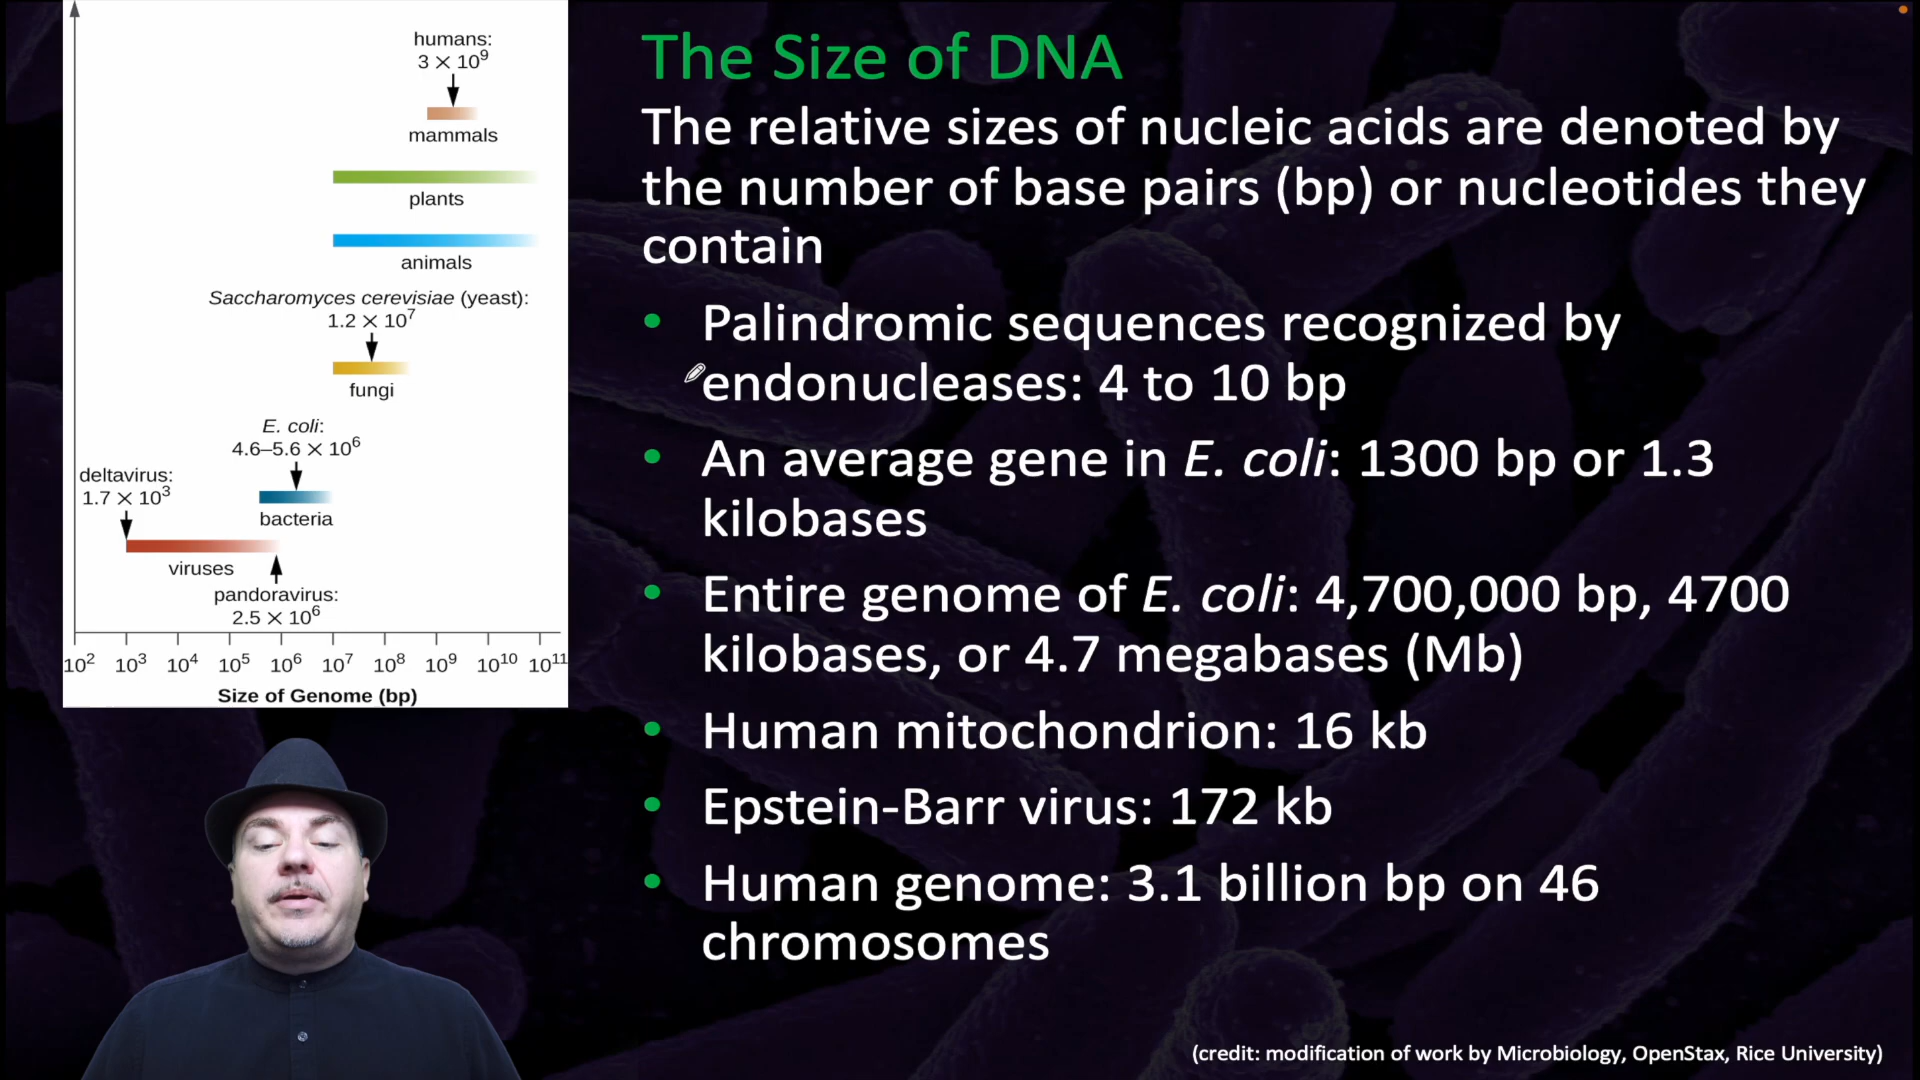 humans:
3 × 10⁹
mammals
plants
animals
Saccharomyces cerevisiae (yeast):
1.2 × 10⁷
fungi
E. coli:
4.6–5.6 × 10⁶
bacteria
deltavirus:
1.7 × 10³
viruses
pandoravirus:
2.5 × 10⁶
10² 10³ 10⁴ 10⁵ 10⁶ 10⁷ 10⁸ 10⁹ 10¹⁰ 10¹¹
Size of Genome (bp)
The Size of DNA
The relative sizes of nucleic acids are denoted by
the number of base pairs (bp) or nucleotides they
contain
• Palindromic sequences recognized by
endonucleases: 4 to 10 bp
• An average gene in E. coli: 1300 bp or 1.3
kilobases
• Entire genome of E. coli: 4,700,000 bp, 4700
kilobases, or 4.7 megabases (Mb)
• Human mitochondrion: 16 kb
• Epstein-Barr virus: 172 kb
• Human genome: 3.1 billion bp on 46
chromosomes
(credit: modification of work by Microbiology, OpenStax, Rice University)